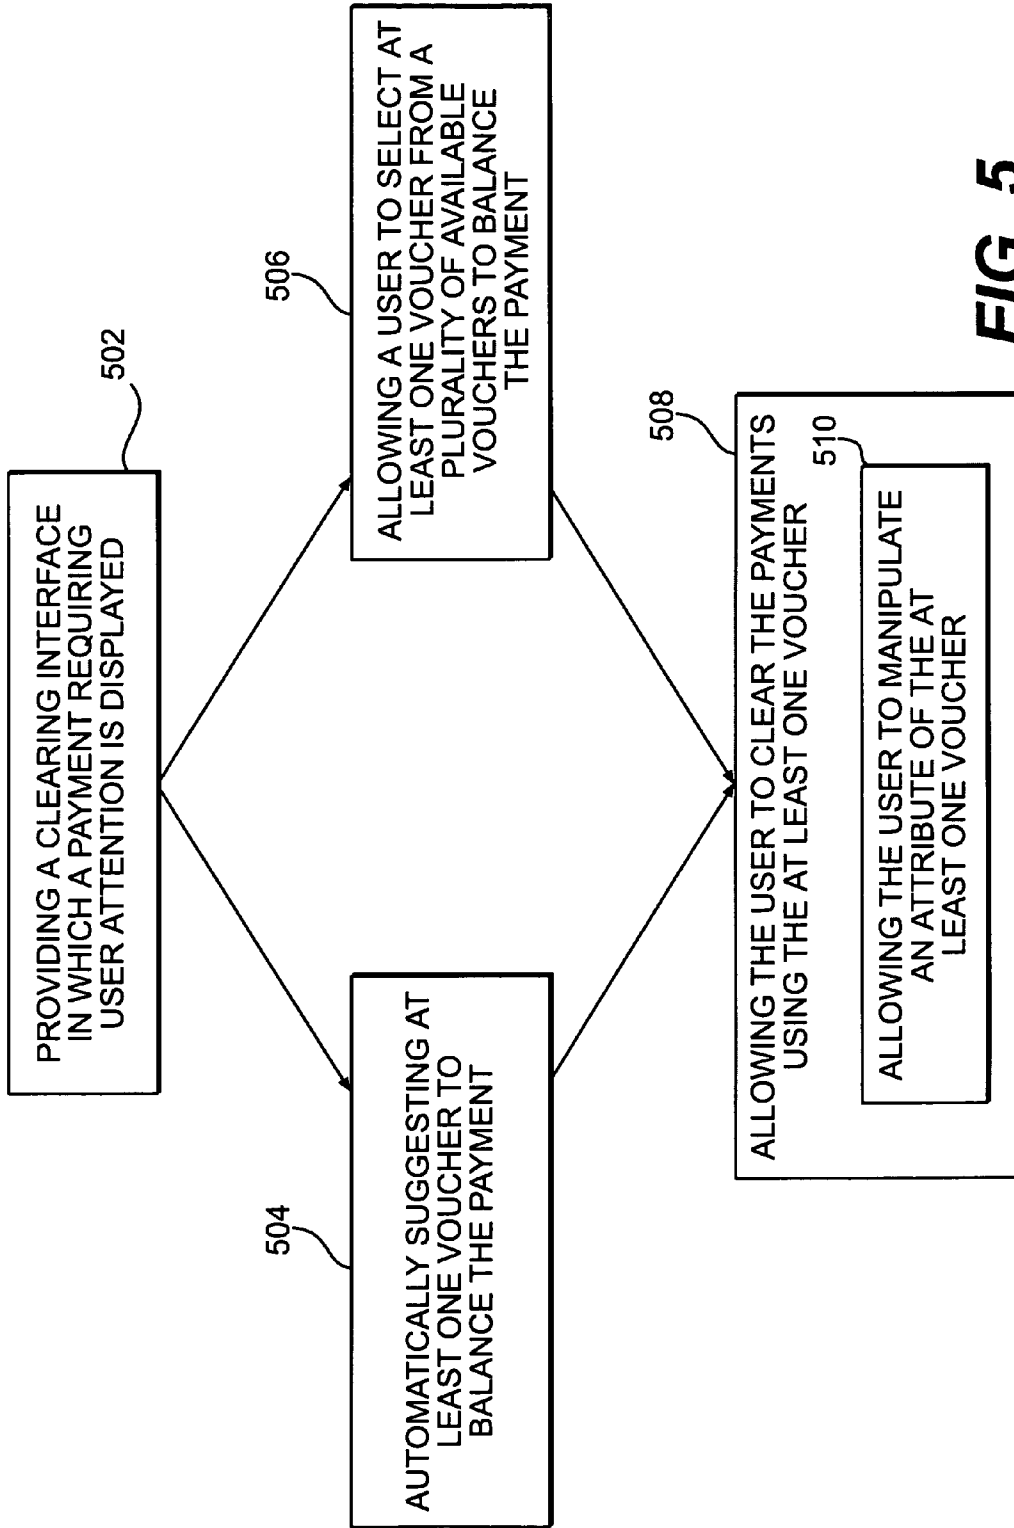 502
PROVIDING A CLEARING INTERFACE
IN WHICH A PAYMENT REQUIRING
USER ATTENTION IS DISPLAYED
504
AUTOMATICALLY SUGGESTING AT
LEAST ONE VOUCHER TO
BALANCE THE PAYMENT
506
ALLOWING A USER TO SELECT AT
LEAST ONE VOUCHER FROM A
PLURALITY OF AVAILABLE
VOUCHERS TO BALANCE
THE PAYMENT
508
ALLOWING THE USER TO CLEAR THE PAYMENTS
USING THE AT LEAST ONE VOUCHER
510
ALLOWING THE USER TO MANIPULATE
AN ATTRIBUTE OF THE AT
LEAST ONE VOUCHER
FIG. 5